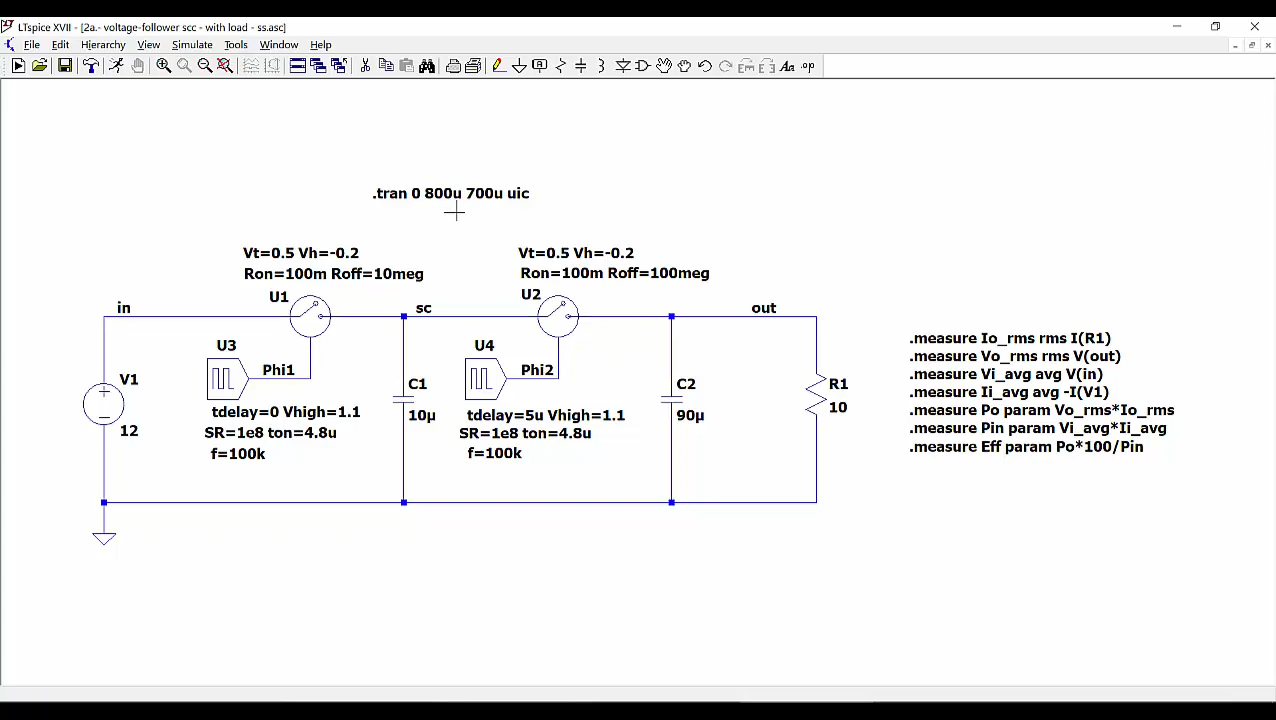 LTspice XVII - [2a.- voltage-follower scc - with load - ss.asc]
File Edit Hierarchy View Simulate Tools Window Help
.tran 0 800u 700u uic
Vt=0.5 Vh=-0.2
Ron=100m Roff=10meg
U1
Vt=0.5 Vh=-0.2
Ron=100m Roff=100meg
U2
in
sc
out
U3
Phi1
tdelay=0 Vhigh=1.1
SR=1e8 ton=4.8u
f=100k
U4
Phi2
tdelay=5u Vhigh=1.1
SR=1e8 ton=4.8u
f=100k
V1
12
C1
10µ
C2
90µ
R1
10
.measure Io_rms rms I(R1)
.measure Vo_rms rms V(out)
.measure Vi_avg avg V(in)
.measure Ii_avg avg -I(V1)
.measure Po param Vo_rms*Io_rms
.measure Pin param Vi_avg*Ii_avg
.measure Eff param Po*100/Pin